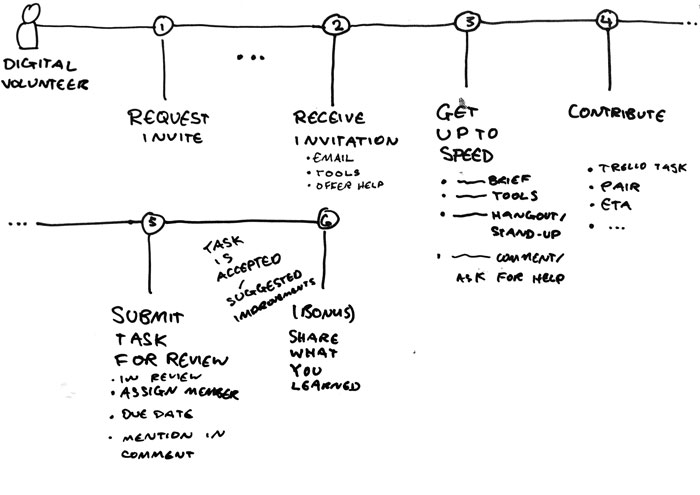 DIGITAL
VOLUNTEER
1
...
2
3
4
...
REQUEST
INVITE
RECEIVE
INVITATION
• EMAIL
• TOOLS
• OFFER HELP
GET
UP TO
SPEED
• BRIEF
• TOOLS
• HANGOUT/
STAND-UP
• COMMENT/
ASK FOR HELP
CONTRIBUTE
• TRELLO TASK
• PAIR
• ETA
• ...
...
5
TASK
IS
ACCEPTED
/
SUGGESTED
IMPROVEMENTS
6
SUBMIT
TASK
FOR REVIEW
• IN REVIEW
• ASSIGN MEMBER
• DUE DATE
• MENTION IN
COMMENT
(BONUS)
SHARE
WHAT
YOU
LEARNED